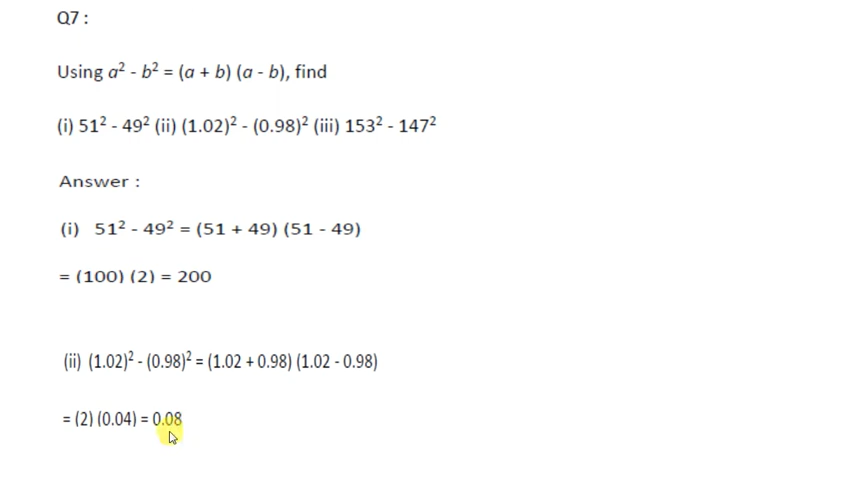 Q7 :
Using a² - b² = (a + b) (a - b), find
(i) 51² - 49² (ii) (1.02)² - (0.98)² (iii) 153² - 147²
Answer :
(i) 51² - 49² = (51 + 49) (51 - 49)
= (100) (2) = 200
(ii) (1.02)² - (0.98)² = (1.02 + 0.98) (1.02 - 0.98)
= (2) (0.04) = 0.08